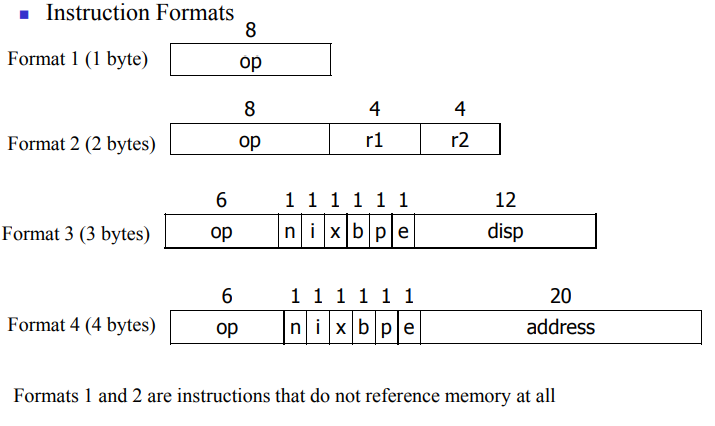 ▪ Instruction Formats
8
Format 1 (1 byte) op
8 4 4
Format 2 (2 bytes) op r1 r2
6 1 1 1 1 1 1 12
Format 3 (3 bytes) op n i x b p e disp
6 1 1 1 1 1 1 20
Format 4 (4 bytes) op n i x b p e address
Formats 1 and 2 are instructions that do not reference memory at all